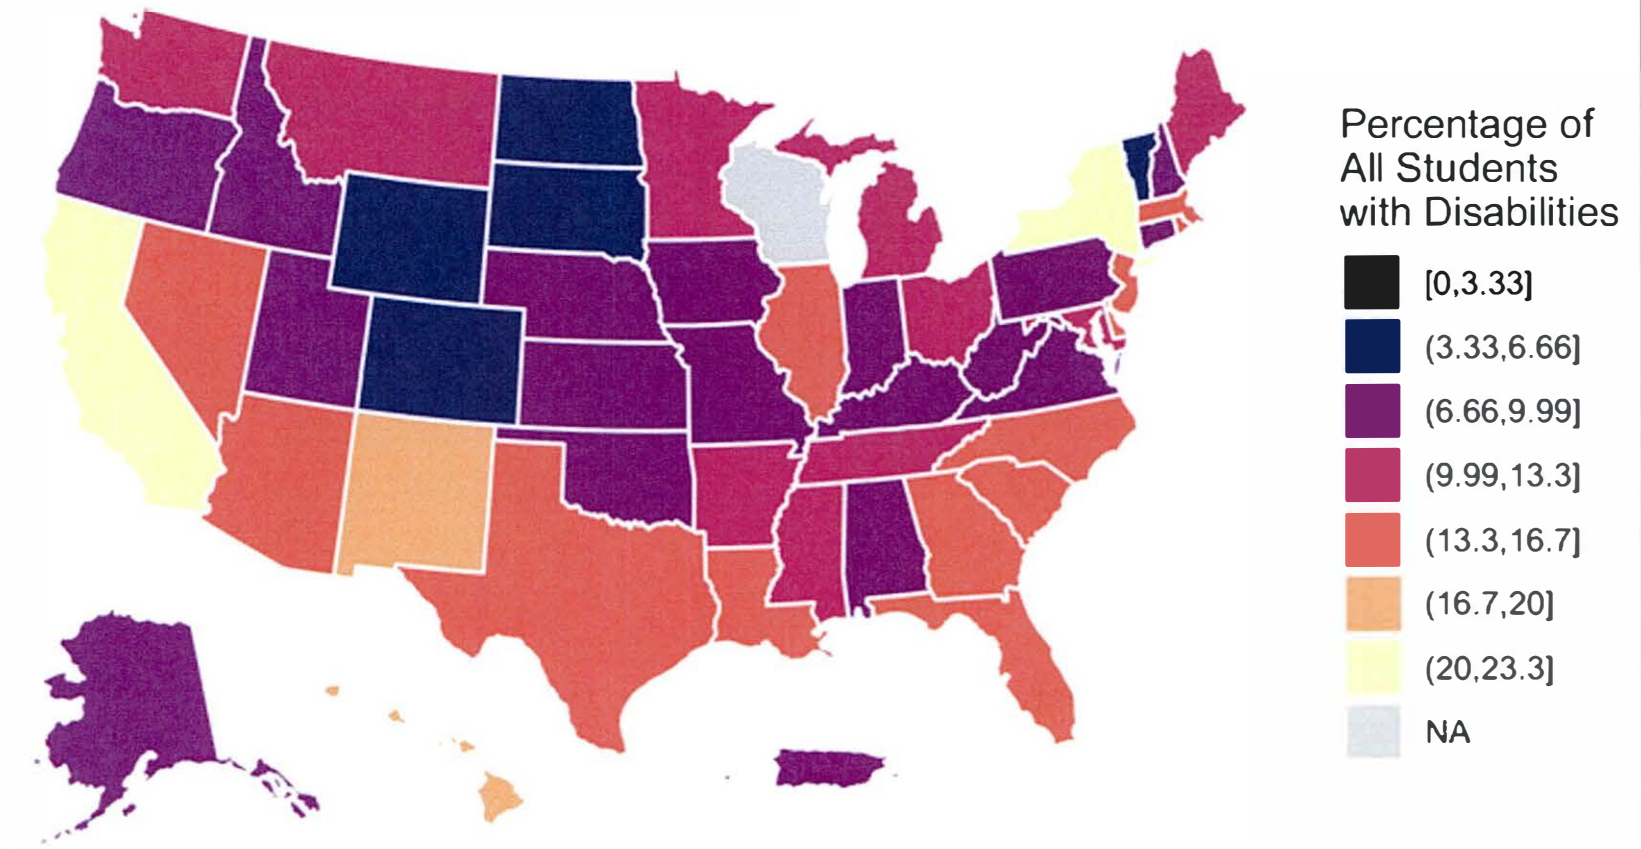 Percentage of
All Students
with Disabilities
[0,3.33]
(3.33,6.66]
(6.66,9.99]
(9.99,13.3]
(13.3,16.7]
(16.7,20]
(20,23.3]
NA